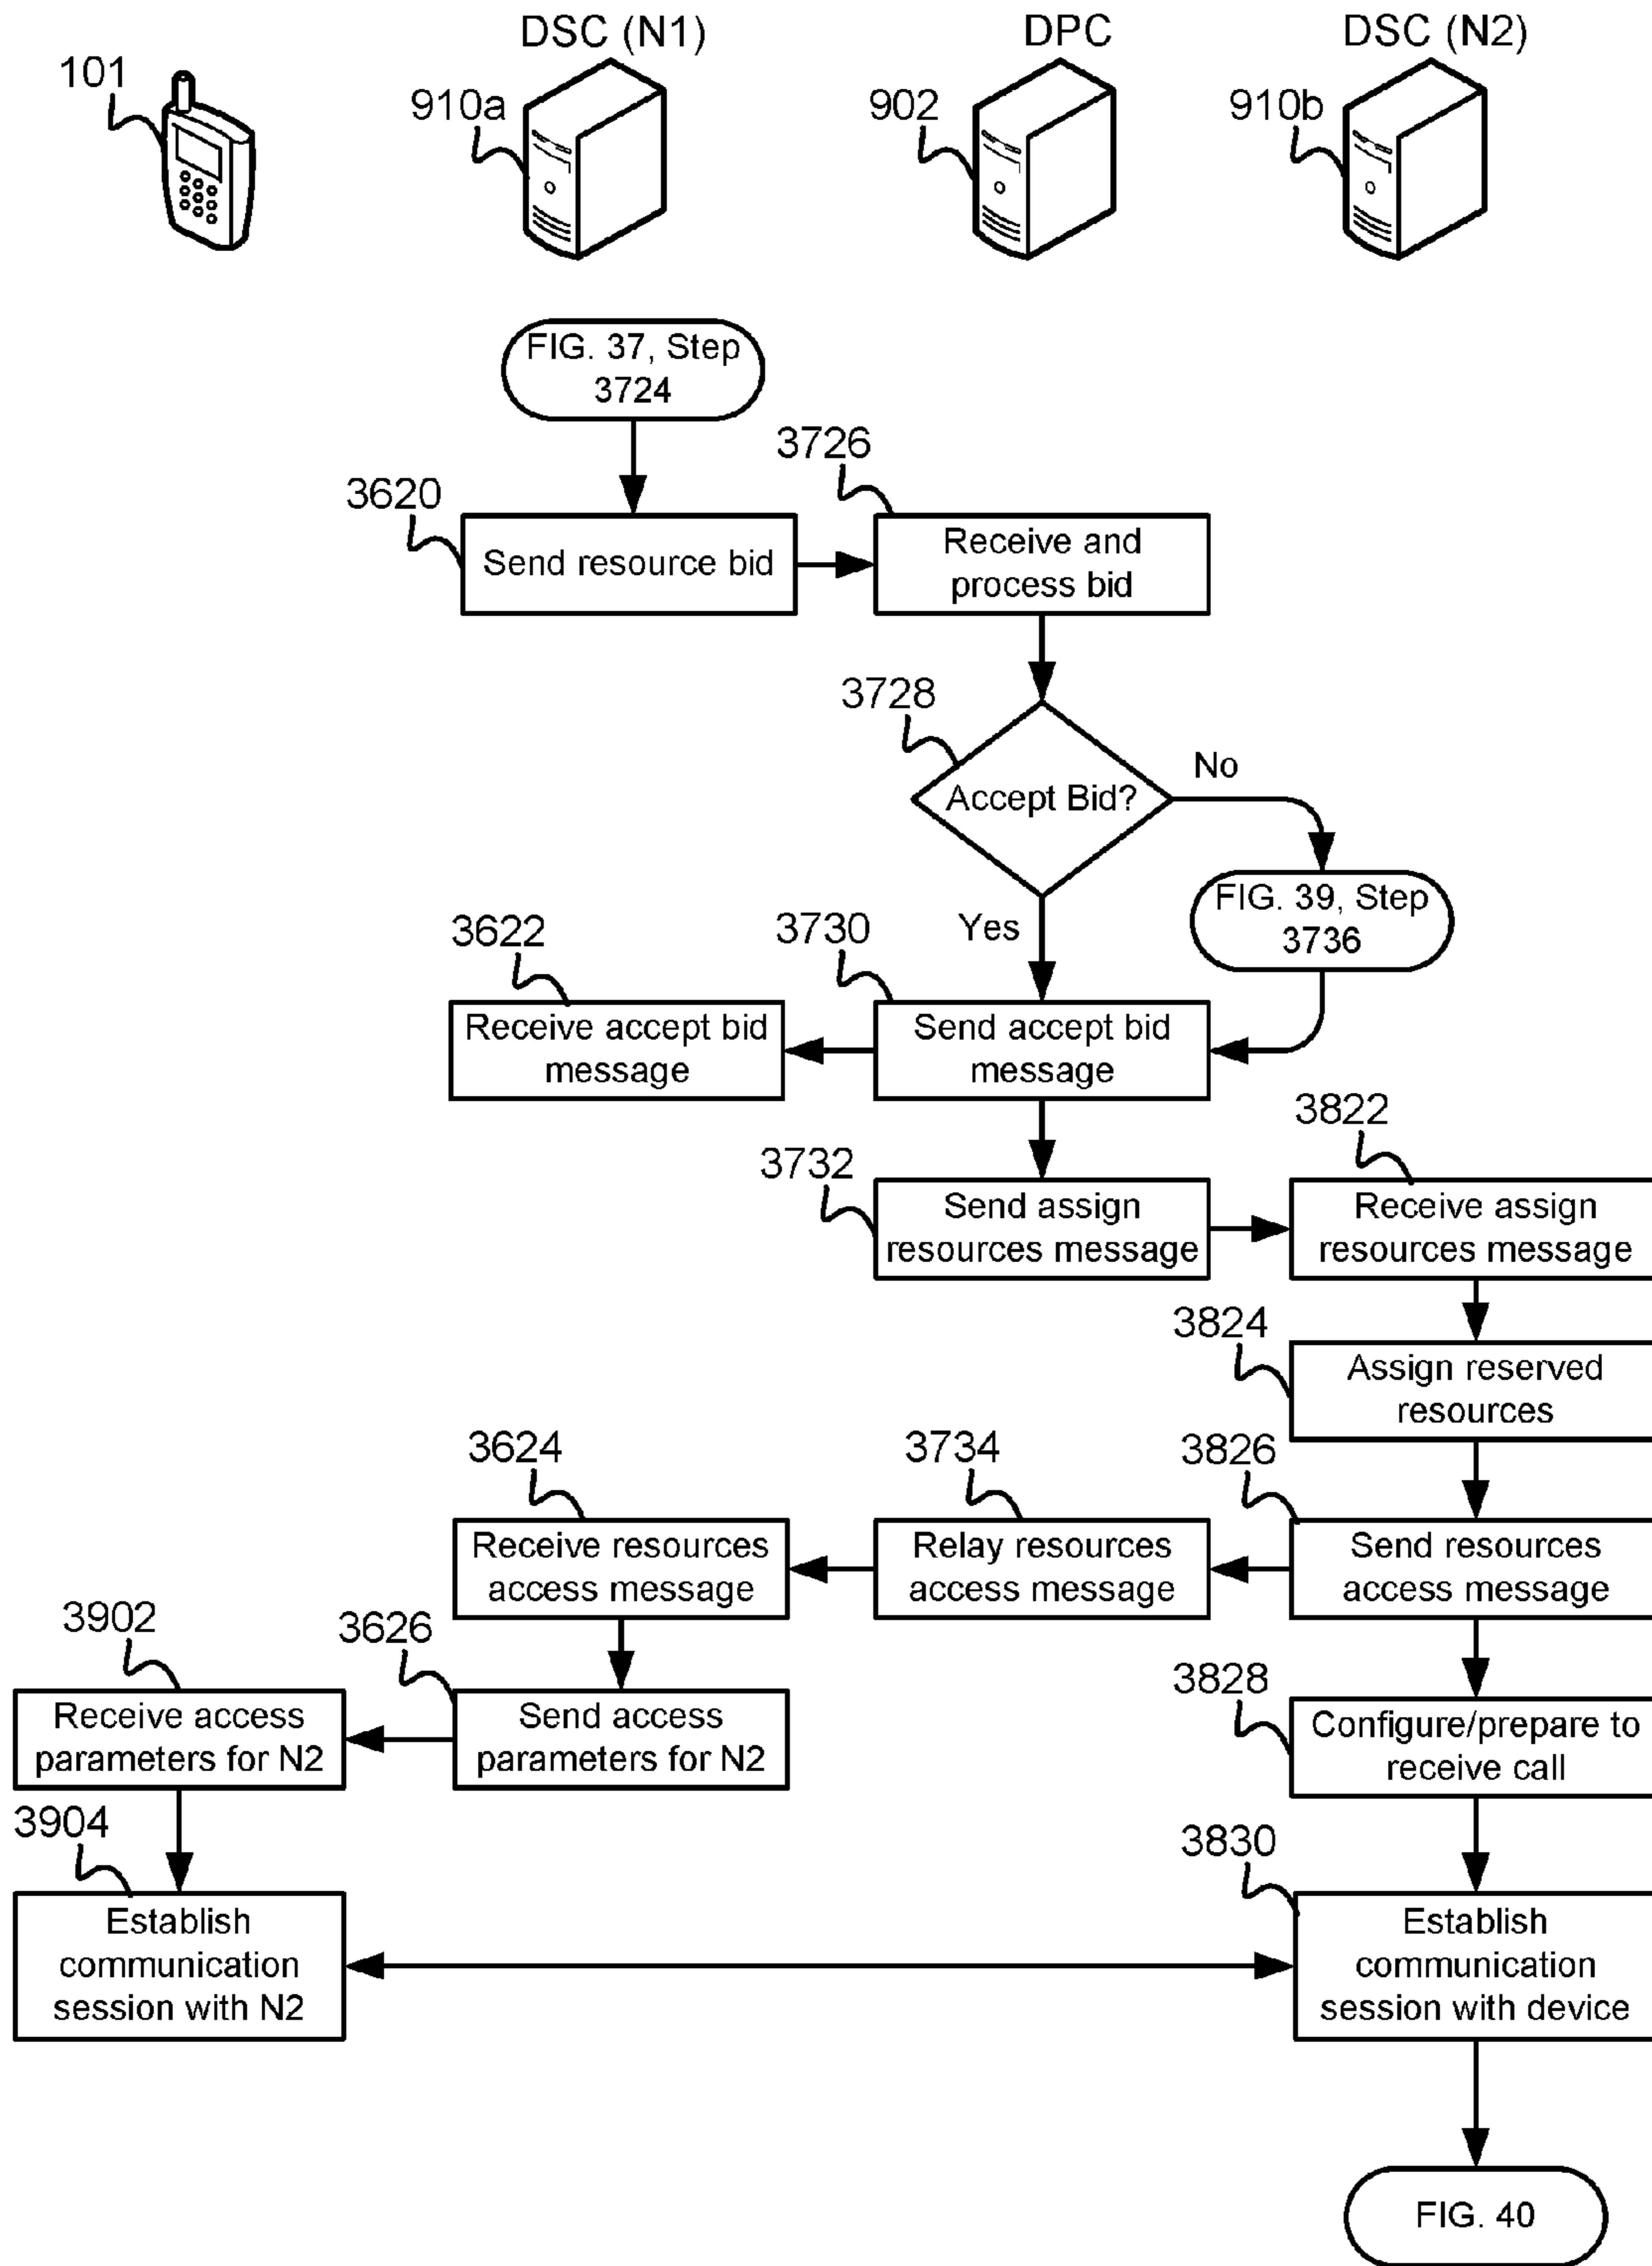 DSC (N1)
DPC
DSC (N2)
101
910a
902
910b
FIG. 37, Step
3724
3726
3620
Send resource bid
Receive and
process bid
3728
No
Accept Bid?
FIG. 39, Step
3736
Yes
3622
3730
Receive accept bid
message
Send accept bid
message
3822
3732
Send assign
resources message
Receive assign
resources message
3824
Assign reserved
resources
3624
3734
3826
Receive resources
access message
Relay resources
access message
Send resources
access message
3902
3626
3828
Receive access
parameters for N2
Send access
parameters for N2
Configure/prepare to
receive call
3904
3830
Establish
communication
session with N2
Establish
communication
session with device
FIG. 40